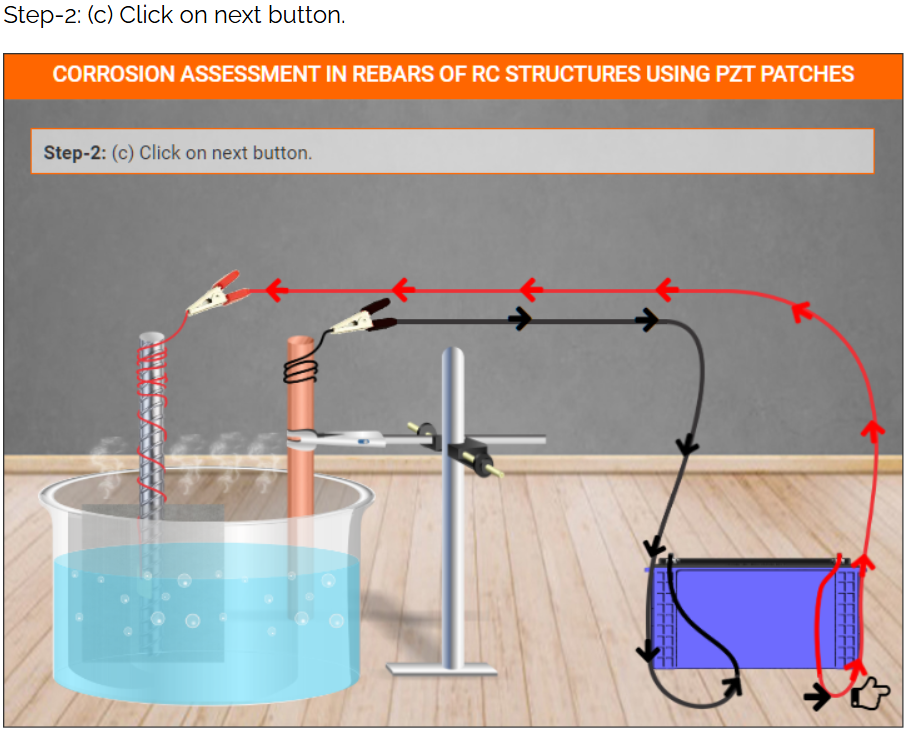 Step-2: (c) Click on next button.
CORROSION ASSESSMENT IN REBARS OF RC STRUCTURES USING PZT PATCHES
Step-2: (c) Click on next button.